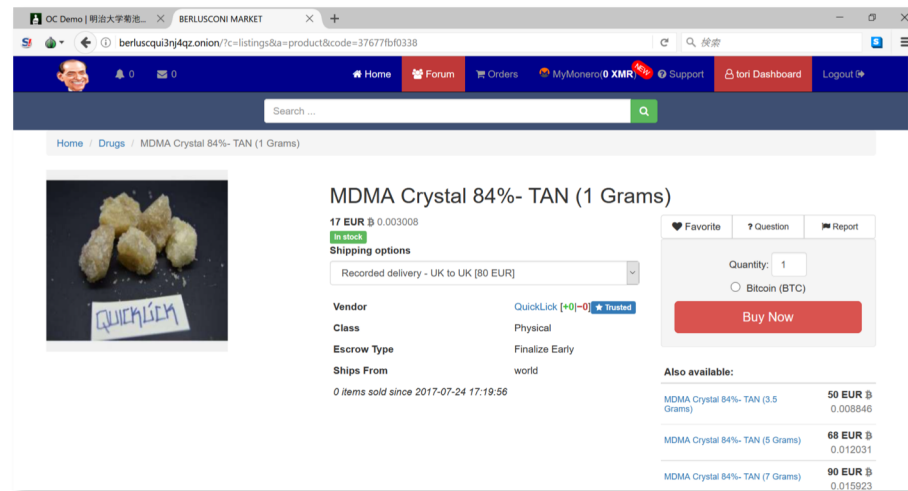 OC Demo | 明治大学菊池...
BERLUSCONI MARKET
berluscqui3nj4qz.onion/?c=listings&a=product&code=37677fbf0338
検索
0
0
Home
Forum
Orders
MyMonero(0 XMR)
NEW
Support
tori Dashboard
Logout
Search ...
Home / Drugs / MDMA Crystal 84%- TAN (1 Grams)
MDMA Crystal 84%- TAN (1 Grams)
17 EUR ฿ 0.003008
In stock
Shipping options
Recorded delivery - UK to UK [80 EUR]
Vendor QuickLick [+0|−0] ★ Trusted
Class Physical
Escrow Type Finalize Early
Ships From world
0 items sold since 2017-07-24 17:19:56
QUICKLICK
Favorite
? Question
Report
Quantity: 1
Bitcoin (BTC)
Buy Now
Also available:
MDMA Crystal 84%- TAN (3.5 Grams)
50 EUR ฿
0.008846
MDMA Crystal 84%- TAN (5 Grams)
68 EUR ฿
0.012031
MDMA Crystal 84%- TAN (7 Grams)
90 EUR ฿
0.015923